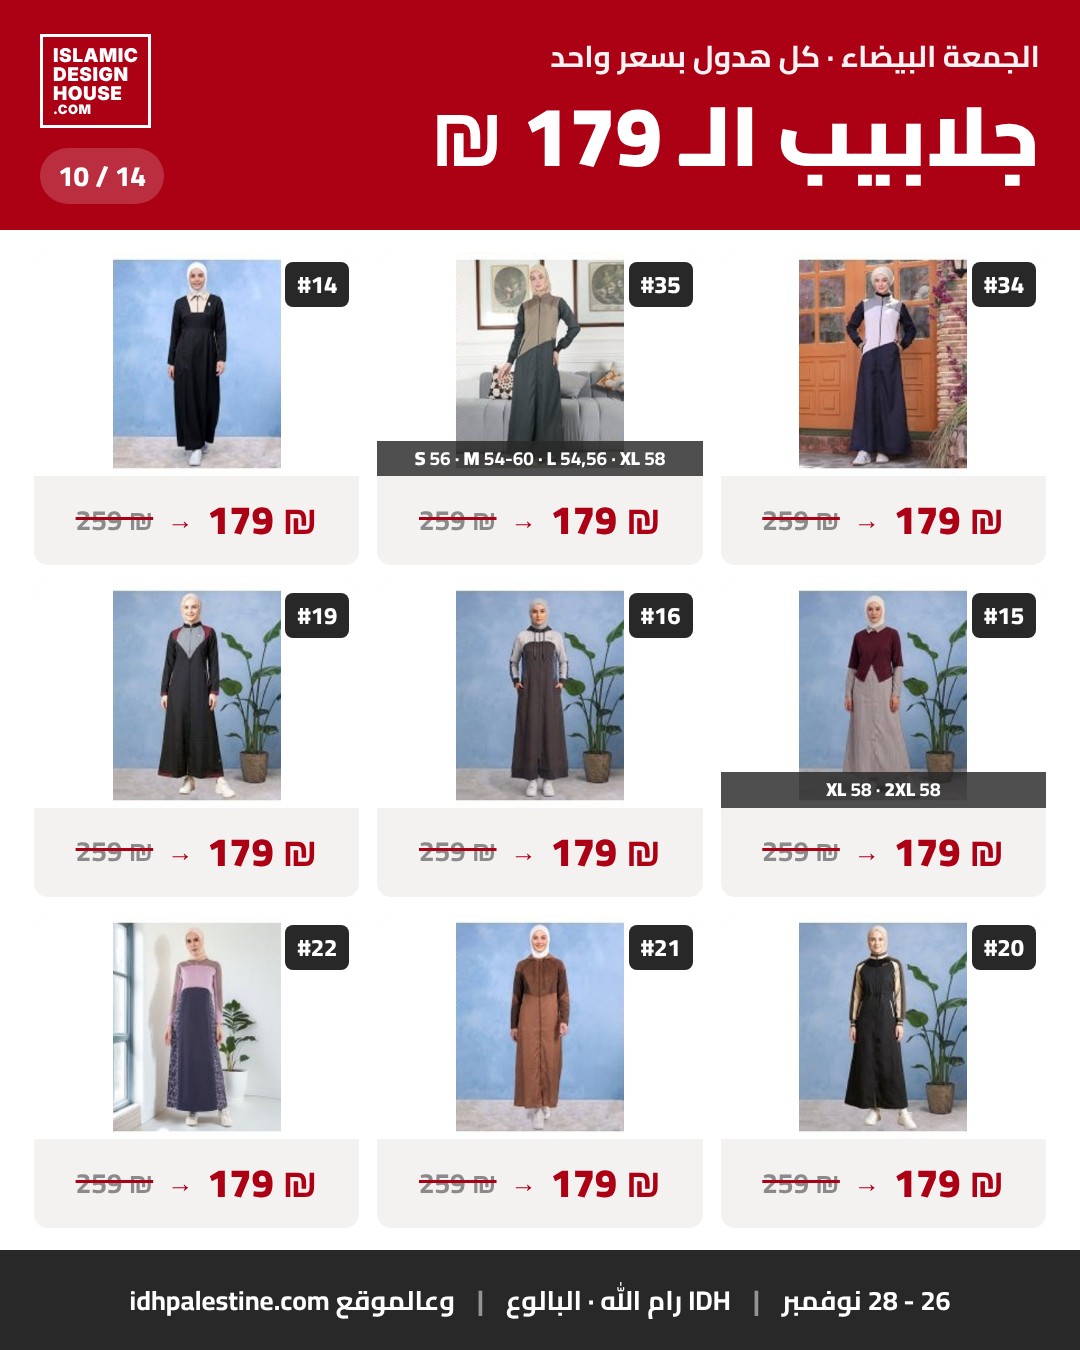 ISLAMIC
DESIGN
HOUSE
.COM
الجمعة البيضاء · كل هدول بسعر واحد
جلابيب الـ 179 ₪
10 / 14
#34
259 ₪ → 179 ₪
#35
S 56 · M 54-60 · L 54,56 · XL 58
259 ₪ → 179 ₪
#14
259 ₪ → 179 ₪
#15
XL 58 · 2XL 58
259 ₪ → 179 ₪
#16
259 ₪ → 179 ₪
#19
259 ₪ → 179 ₪
#20
259 ₪ → 179 ₪
#21
259 ₪ → 179 ₪
#22
259 ₪ → 179 ₪
26 - 28 نوفمبر | IDH رام الله · البالوع | وعالموقع idhpalestine.com